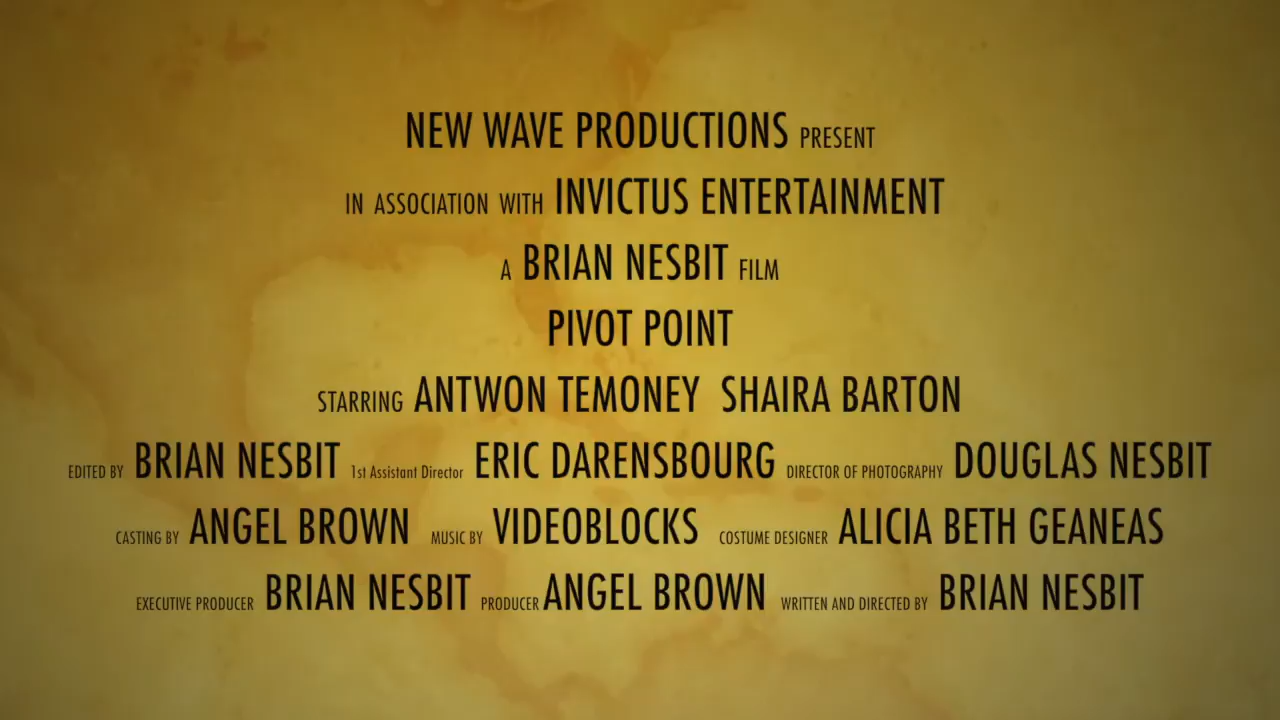 NEW WAVE PRODUCTIONS PRESENT
IN ASSOCIATION WITH INVICTUS ENTERTAINMENT
A BRIAN NESBIT FILM
PIVOT POINT
STARRING ANTWON TEMONEY SHAIRA BARTON
EDITED BY BRIAN NESBIT 1st Assistant Director ERIC DARENSBOURG DIRECTOR OF PHOTOGRAPHY DOUGLAS NESBIT
CASTING BY ANGEL BROWN MUSIC BY VIDEOBLOCKS COSTUME DESIGNER ALICIA BETH GEANEAS
EXECUTIVE PRODUCER BRIAN NESBIT PRODUCER ANGEL BROWN WRITTEN AND DIRECTED BY BRIAN NESBIT